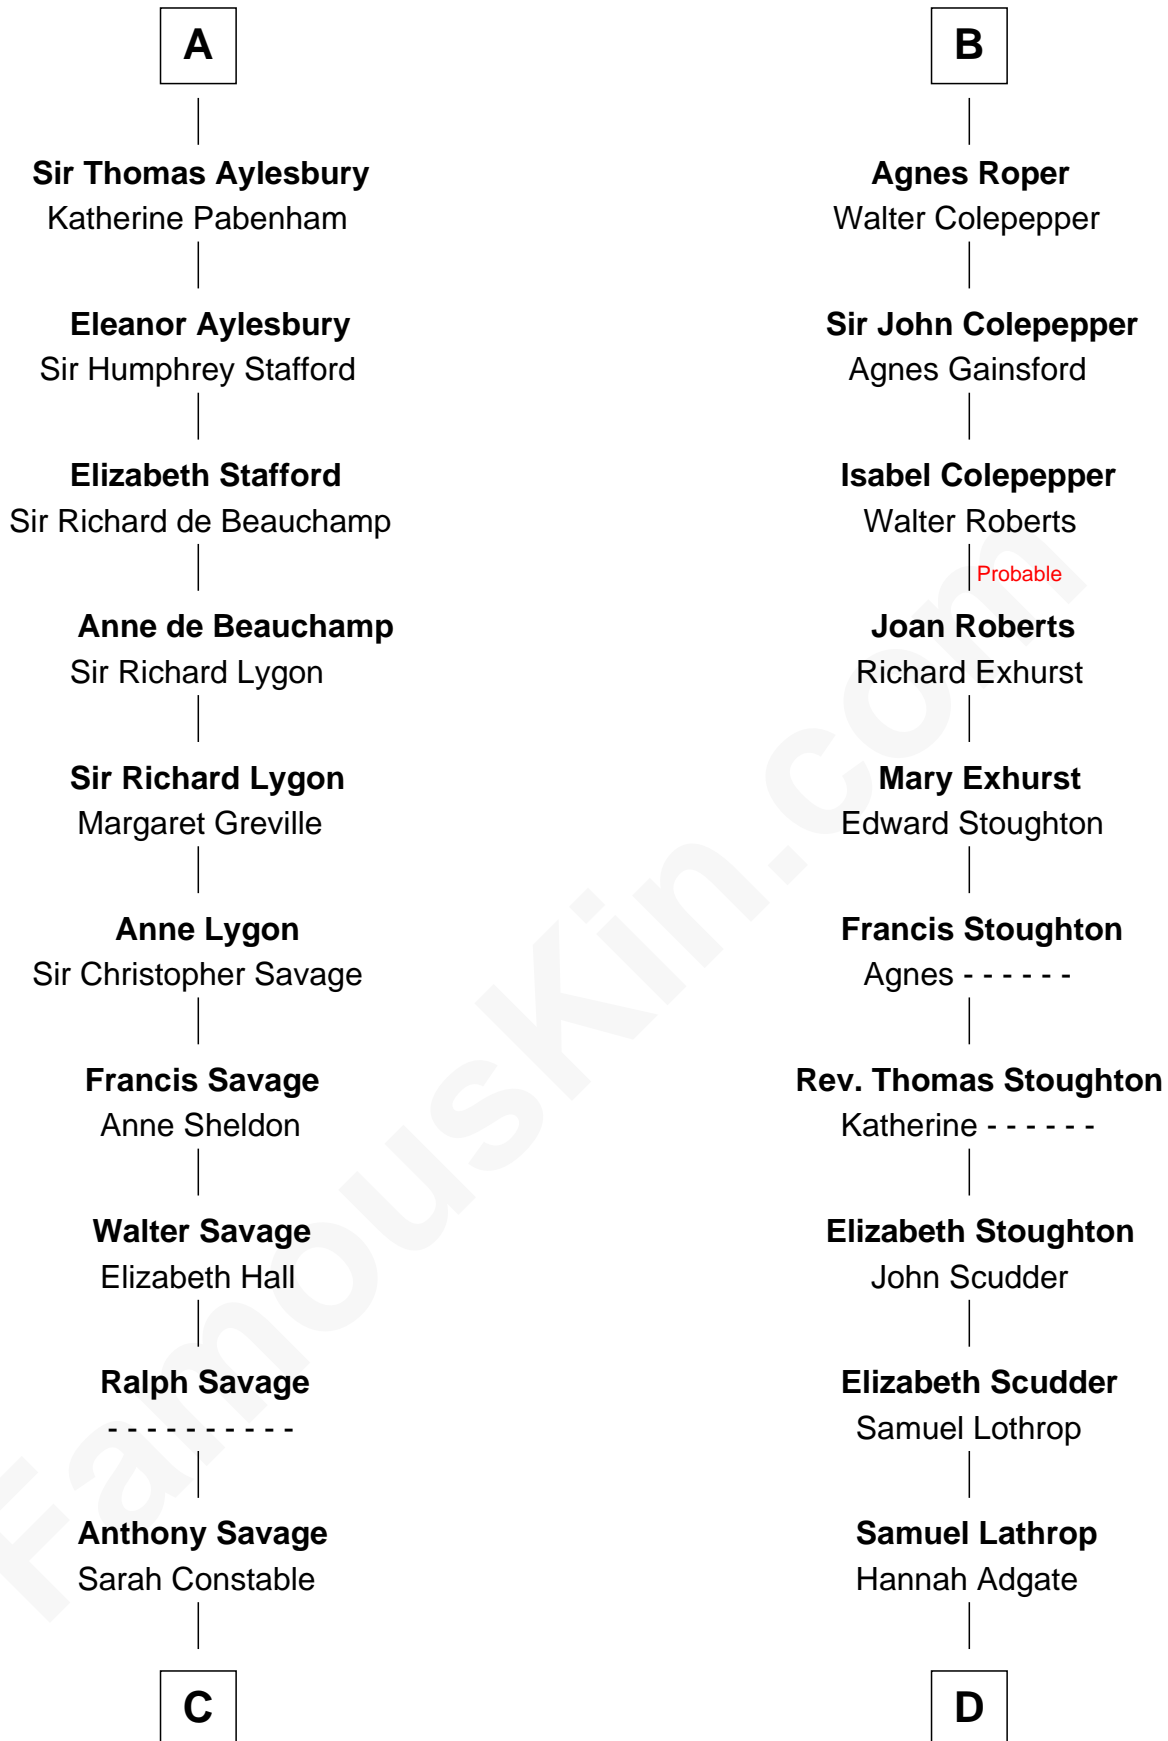 A
Sir Thomas Aylesbury
Katherine Pabenham
Eleanor Aylesbury
Sir Humphrey Stafford
Elizabeth Stafford
Sir Richard de Beauchamp
Anne de Beauchamp
Sir Richard Lygon
Sir Richard Lygon
Margaret Greville
Anne Lygon
Sir Christopher Savage
Francis Savage
Anne Sheldon
Walter Savage
Elizabeth Hall
Ralph Savage
- - - - - - - - - -
Anthony Savage
Sarah Constable
C
B
Agnes Roper
Walter Colepepper
Sir John Colepepper
Agnes Gainsford
Isabel Colepepper
Walter Roberts
Probable
Joan Roberts
Richard Exhurst
Mary Exhurst
Edward Stoughton
Francis Stoughton
Agnes - - - - - -
Rev. Thomas Stoughton
Katherine - - - - - -
Elizabeth Stoughton
John Scudder
Elizabeth Scudder
Samuel Lothrop
Samuel Lathrop
Hannah Adgate
D
FamousKin.com